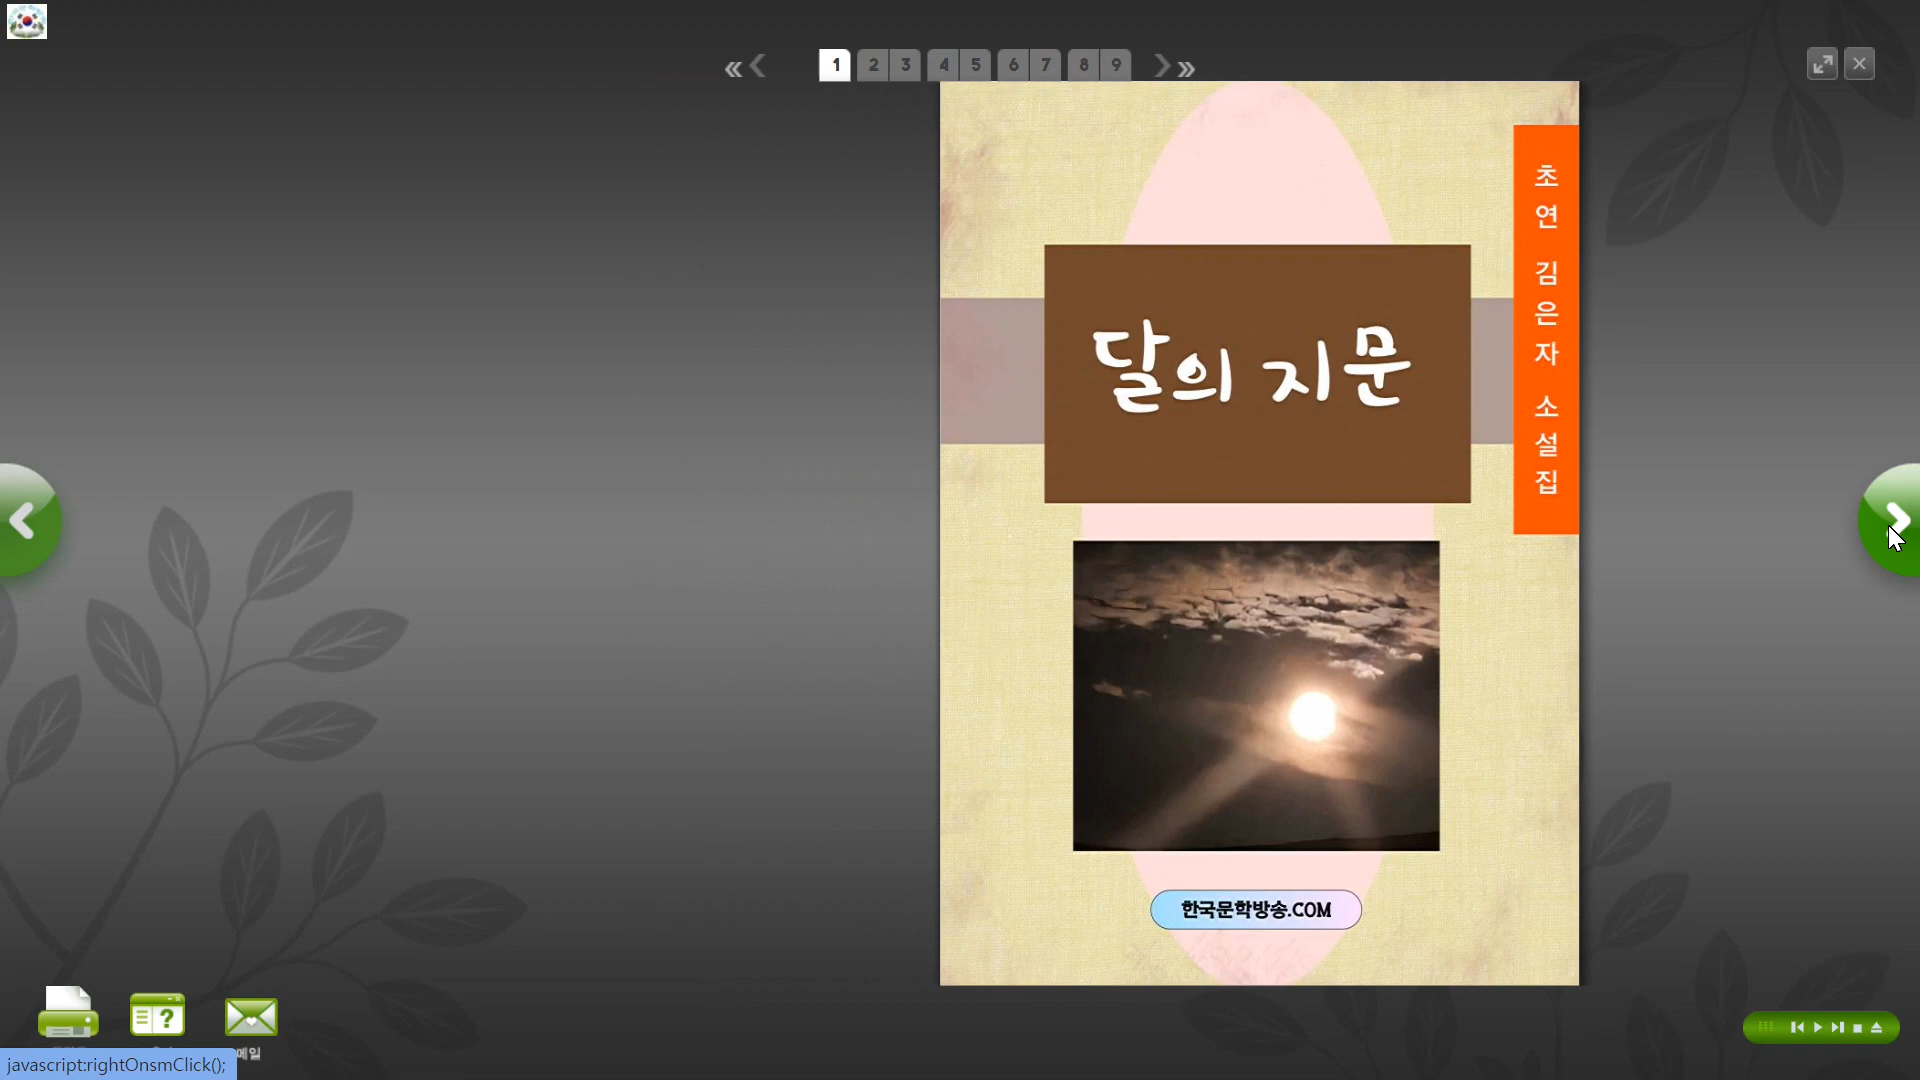 1 2 3 4 5 6 7 8 9
초연 김은자 소설집
달의 지문
한국문학방송.COM
메일
javascript:rightOnsmClick();